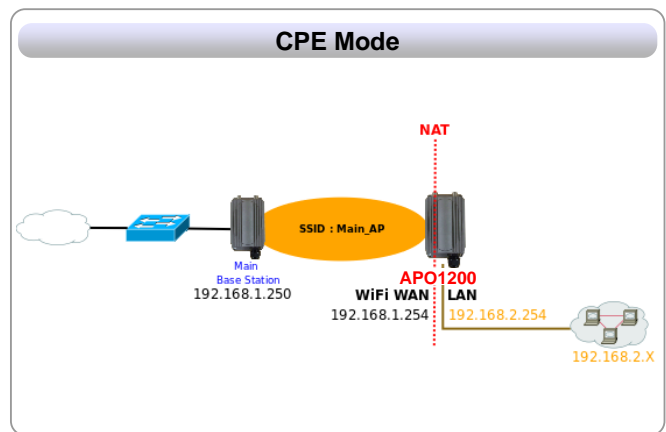 CPE Mode
NAT
SSID : Main_AP
Main
Base Station
192.168.1.250
APO1200
WiFi WAN LAN
192.168.1.254 192.168.2.254
192.168.2.X